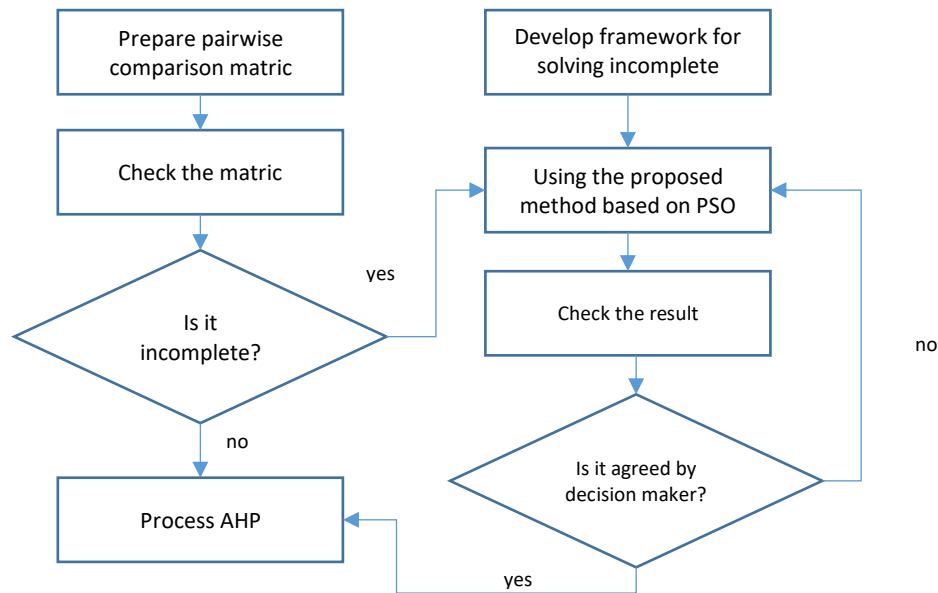 Prepare pairwise
comparison matric
Check the matric
yes
Is it
incomplete?
no
Process AHP
Develop framework for
solving incomplete
Using the proposed
method based on PSO
Check the result
no
Is it agreed by
decision maker?
yes